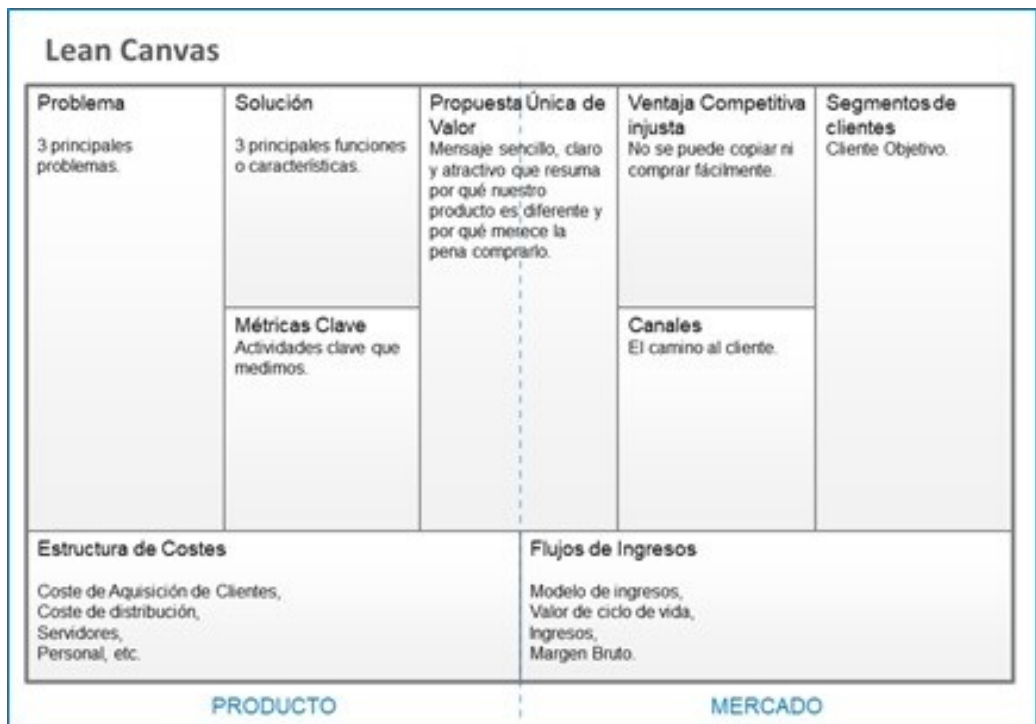 Lean Canvas
Problema
3 principales
problemas.
Solución
3 principales funciones
o características.
Métricas Clave
Actividades clave que
medimos.
Propuesta Única de
Valor
Mensaje sencillo, claro
y atractivo que resuma
por qué nuestro
producto es diferente y
por qué merece la
pena comprarlo.
Ventaja Competitiva
injusta
No se puede copiar ni
comprar fácilmente.
Canales
El camino al cliente.
Segmentos de
clientes
Cliente Objetivo.
Estructura de Costes
Coste de Aquisición de Clientes,
Coste de distribución,
Servidores,
Personal, etc.
Flujos de Ingresos
Modelo de ingresos,
Valor de ciclo de vida,
Ingresos,
Margen Bruto.
PRODUCTO
MERCADO